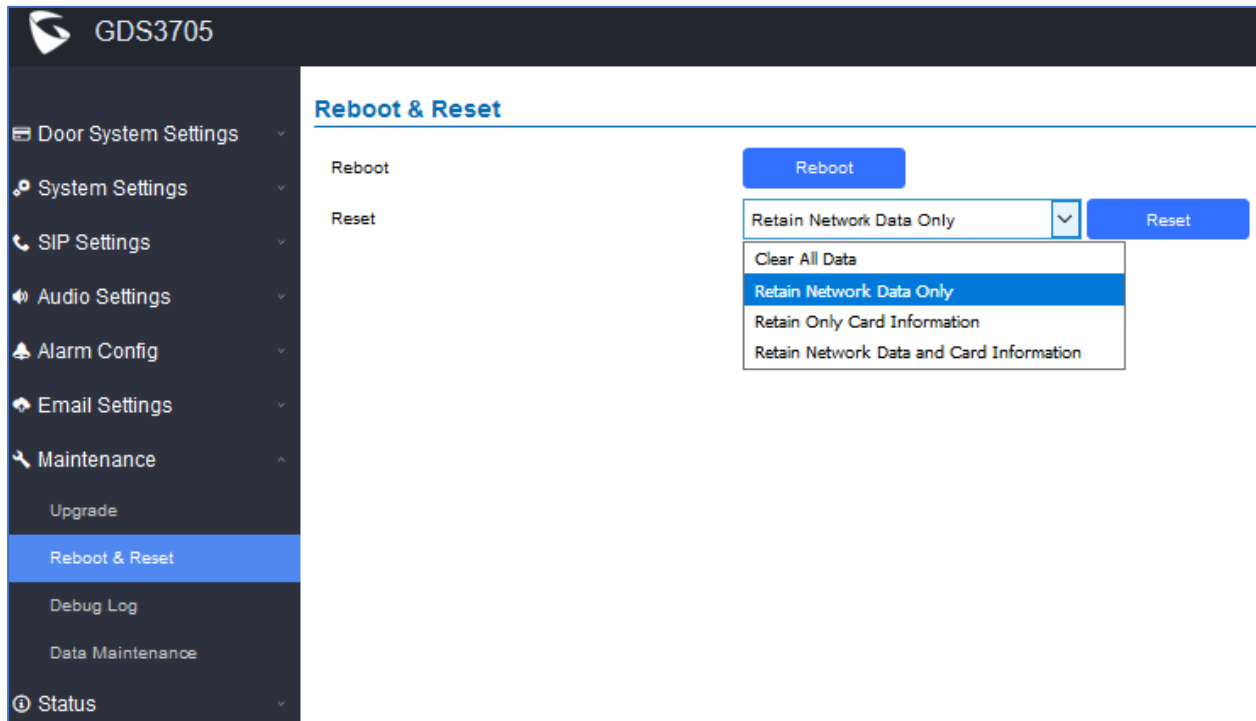 GDS3705
Door System Settings
System Settings
SIP Settings
Audio Settings
Alarm Config
Email Settings
Maintenance
Upgrade
Reboot & Reset
Debug Log
Data Maintenance
Status
Reboot & Reset
Reboot Reboot
Reset Retain Network Data Only Reset
Clear All Data
Retain Network Data Only
Retain Only Card Information
Retain Network Data and Card Information